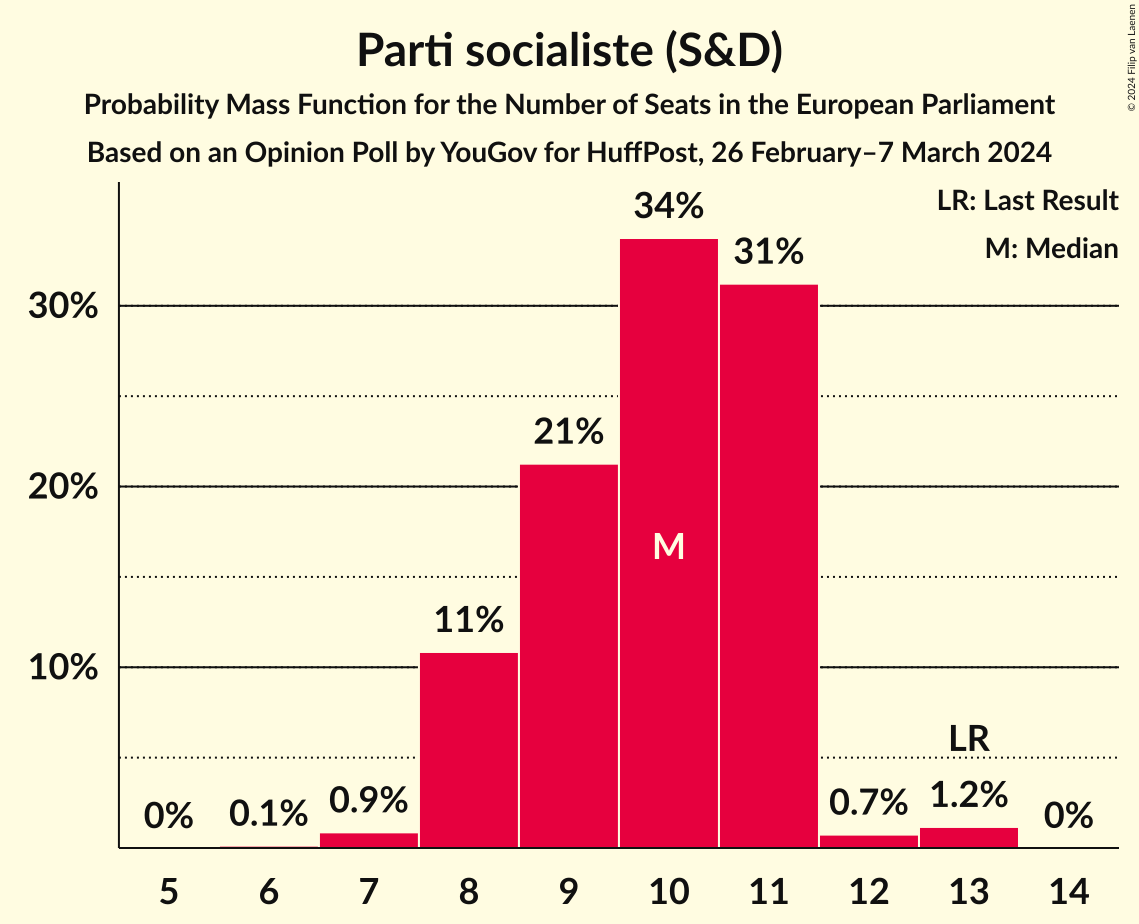 Parti socialiste (S&D)
Probability Mass Function for the Number of Seats in the European Parliament
Based on an Opinion Poll by YouGov for HuffPost, 26 February–7 March 2024
© 2024 Filip van Laenen
LR: Last Result
M: Median
30%
20%
10%
0%
0.1%
0.9%
11%
21%
34%
31%
0.7%
1.2%
0%
M
LR
5 6 7 8 9 10 11 12 13 14